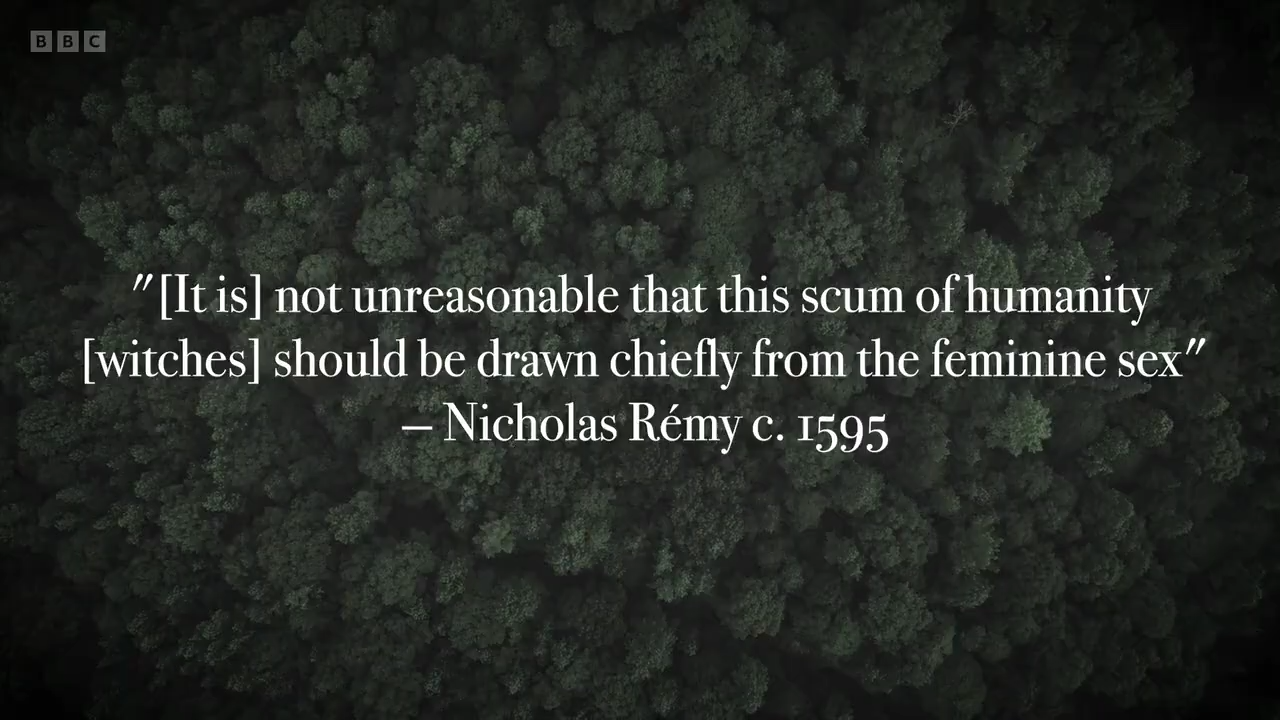 BBC
"[It is] not unreasonable that this scum of humanity
[witches] should be drawn chiefly from the feminine sex"
— Nicholas Rémy c. 1595